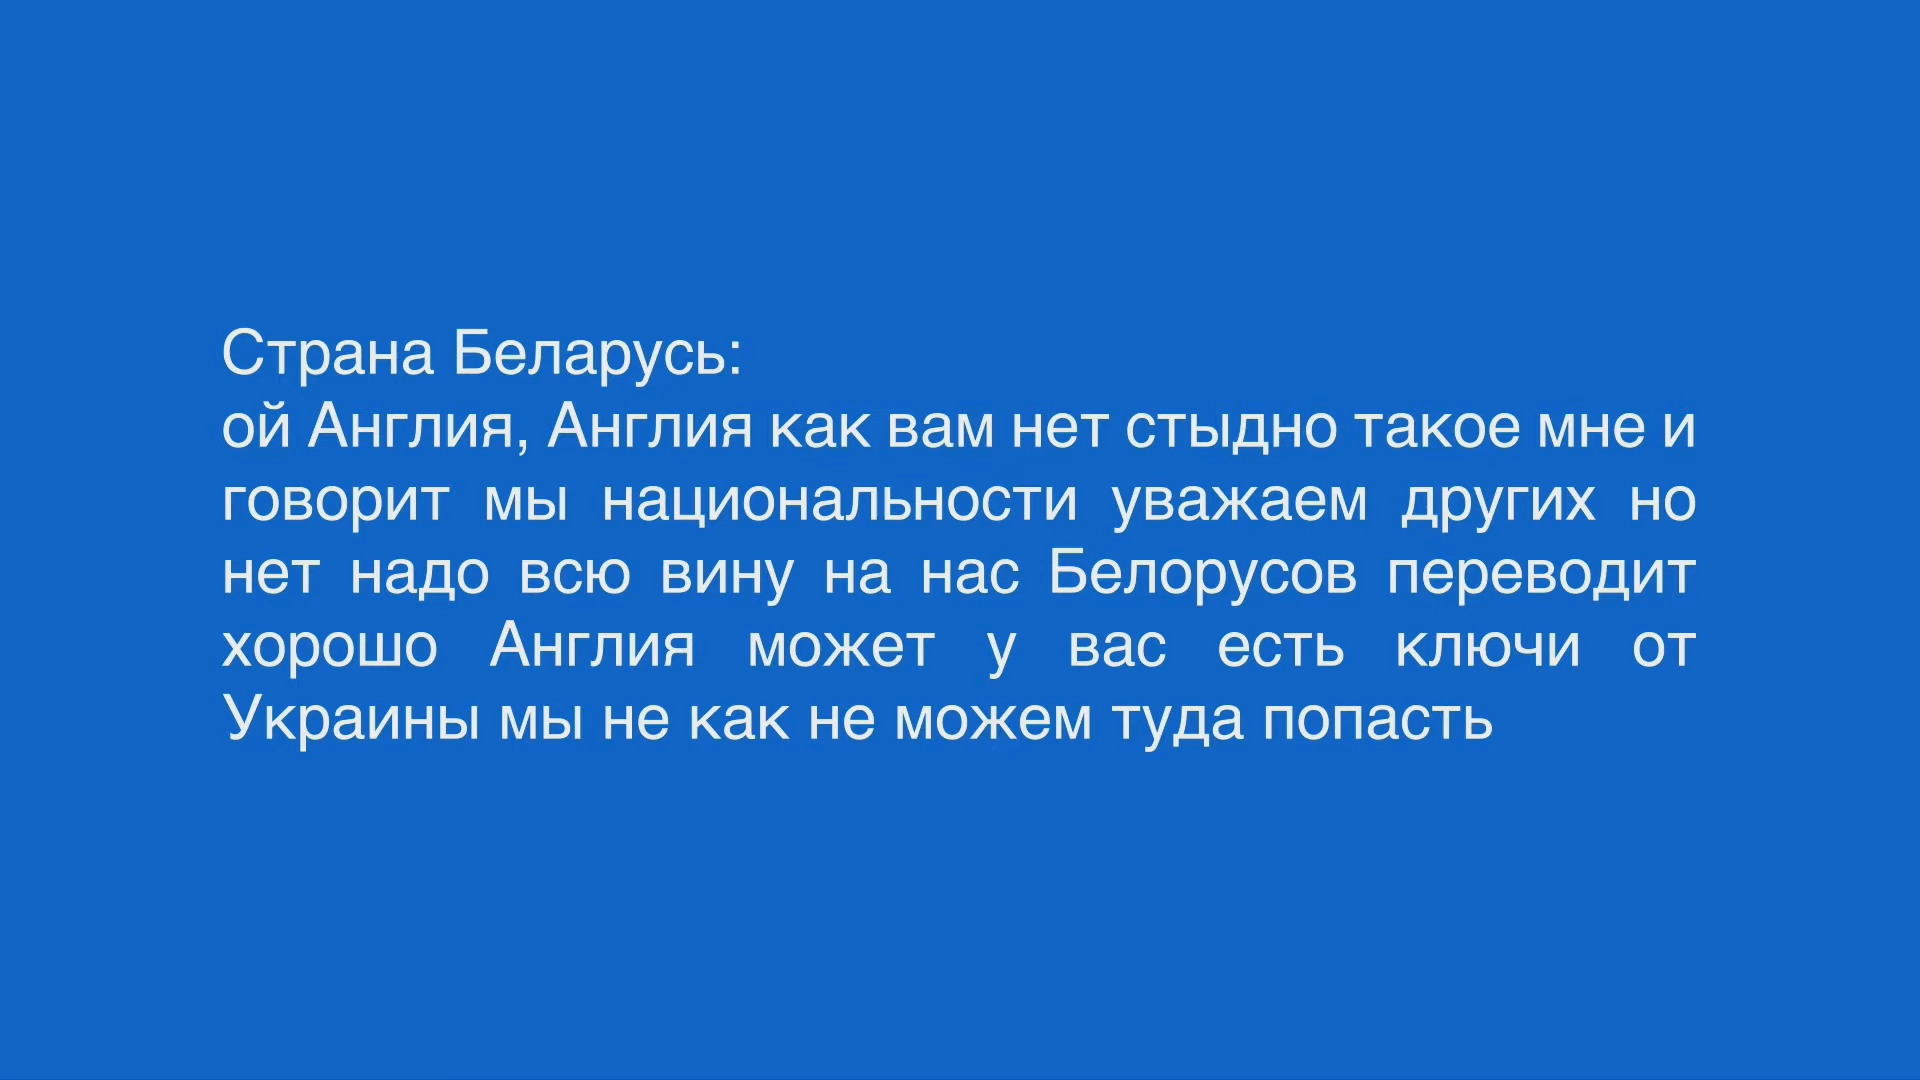 Страна Беларусь:
ой Англия, Англия как вам нет стыдно такое мне и
говорит мы национальности уважаем других но
нет надо всю вину на нас Белорусов переводит
хорошо Англия может у вас есть ключи от
Украины мы не как не можем туда попасть